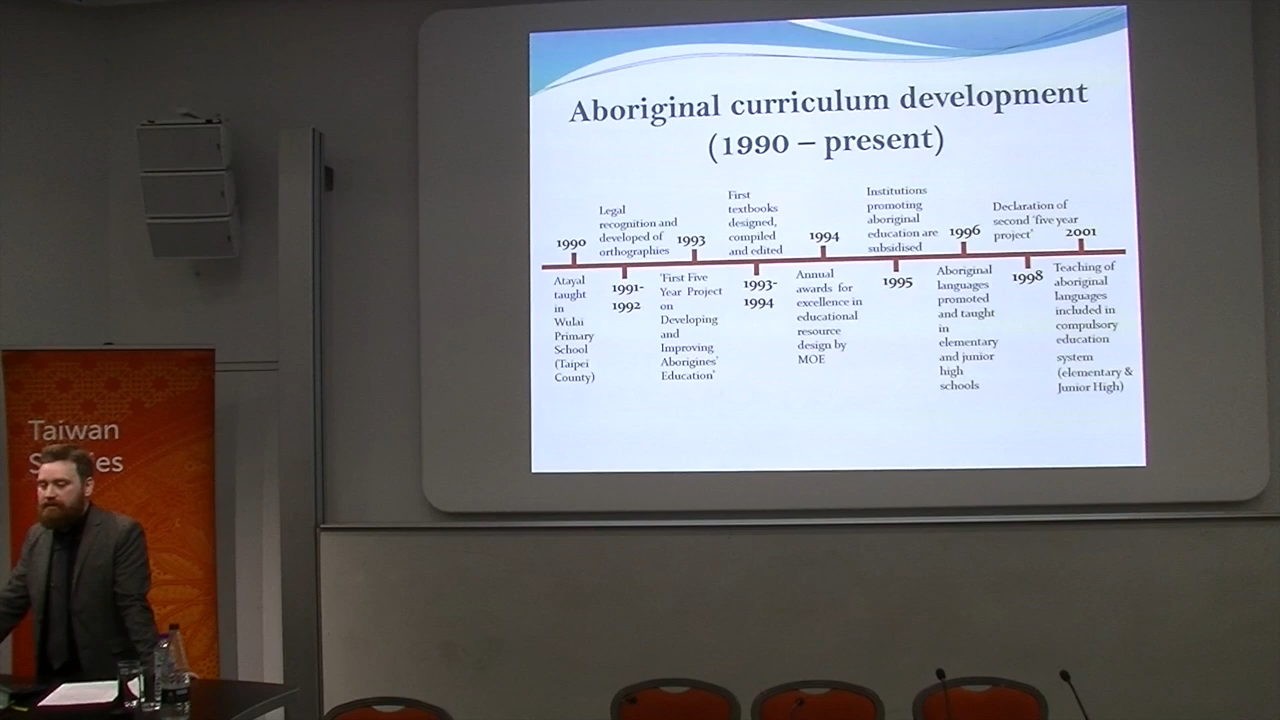 Aboriginal curriculum development
(1990 – present)
1990
Atayal
taught
in
Wulai
Primary
School
(Taipei
County)
Legal
recognition and
developed of
orthographies
1991-
1992
1993
'First Five
Year Project
on
Developing
and
Improving
Aborigines'
Education'
First
textbooks
designed,
compiled
and edited
1993-
1994
1994
Annual
awards for
excellence in
educational
resource
design by
MOE
Institutions
promoting
aboriginal
education are
subsidised
1995
1996
Aboriginal
languages
promoted
and taught
in
elementary
and junior
high
schools
Declaration of
second 'five year
project'
1998
2001
Teaching of
aboriginal
languages
included in
compulsory
education
system
(elementary &
Junior High)
Taiwan